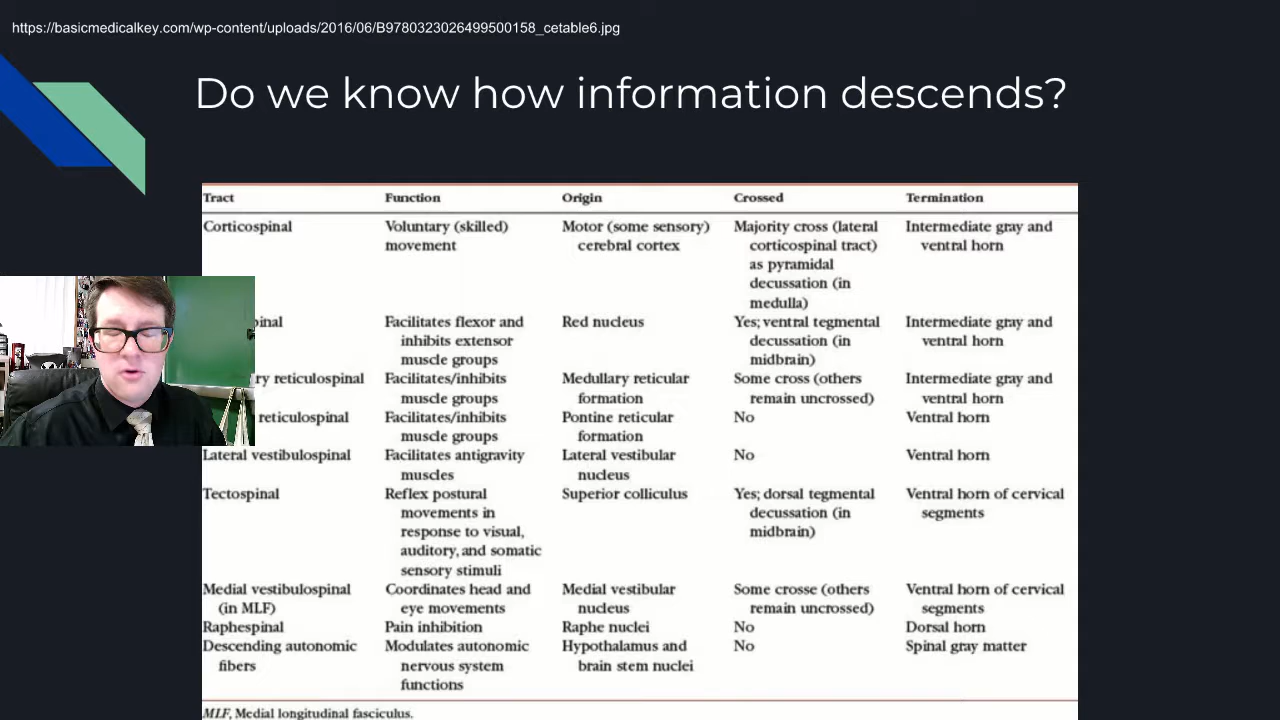 https://basicmedicalkey.com/wp-content/uploads/2016/06/B9780323026499500158_cetable6.jpg
Do we know how information descends?
Tract Function Origin Crossed Termination
Corticospinal Voluntary (skilled) Motor (some sensory) Majority cross (lateral Intermediate gray and
movement cerebral cortex corticospinal tract) ventral horn
as pyramidal
decussation (in
medulla)
Facilitates flexor and Red nucleus Yes; ventral tegmental Intermediate gray and
inhibits extensor decussation (in ventral horn
muscle groups midbrain)
reticulospinal Facilitates/inhibits Medullary reticular Some cross (others Intermediate gray and
muscle groups formation remain uncrossed) ventral horn
reticulospinal Facilitates/inhibits Pontine reticular No Ventral horn
muscle groups formation
Lateral vestibulospinal Facilitates antigravity Lateral vestibular No Ventral horn
muscles nucleus
Tectospinal Reflex postural Superior colliculus Yes; dorsal tegmental Ventral horn of cervical
movements in decussation (in segments
response to visual, midbrain)
auditory, and somatic
sensory stimuli
Medial vestibulospinal Coordinates head and Medial vestibular Some crosse (others Ventral horn of cervical
(in MLF) eye movements nucleus remain uncrossed) segments
Raphespinal Pain inhibition Raphe nuclei No Dorsal horn
Descending autonomic Modulates autonomic Hypothalamus and No Spinal gray matter
fibers nervous system brain stem nuclei
functions
MLF, Medial longitudinal fasciculus.